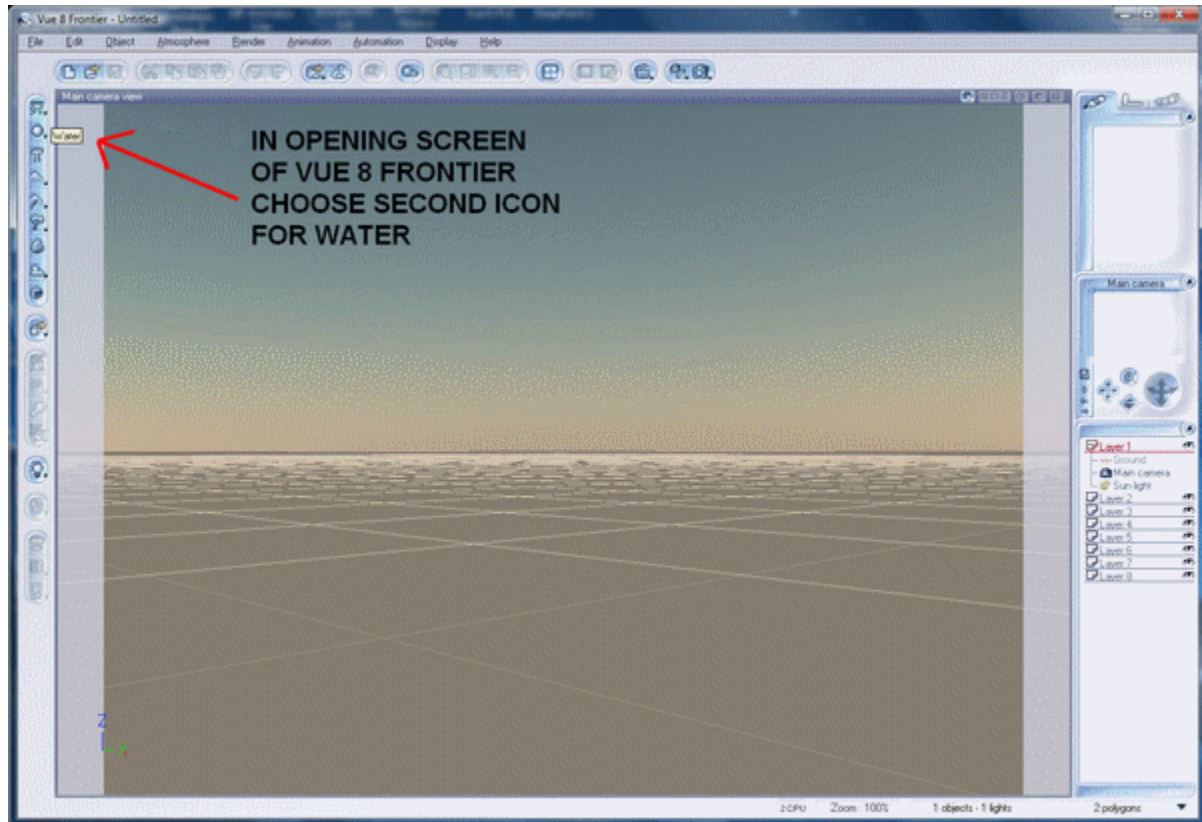 Vue 8 Frontier - Untitled
File Edit Object Atmosphere Render Animation Automation Display Help
Main camera view
Water
IN OPENING SCREEN
OF VUE 8 FRONTIER
CHOOSE SECOND ICON
FOR WATER
Main camera
Layer 1
Ground
Main camera
Sun light
Layer 2
Layer 3
Layer 4
Layer 5
Layer 6
Layer 7
Layer 8
Z
2 CPU Zoom: 100% 1 objects - 1 lights 2 polygons